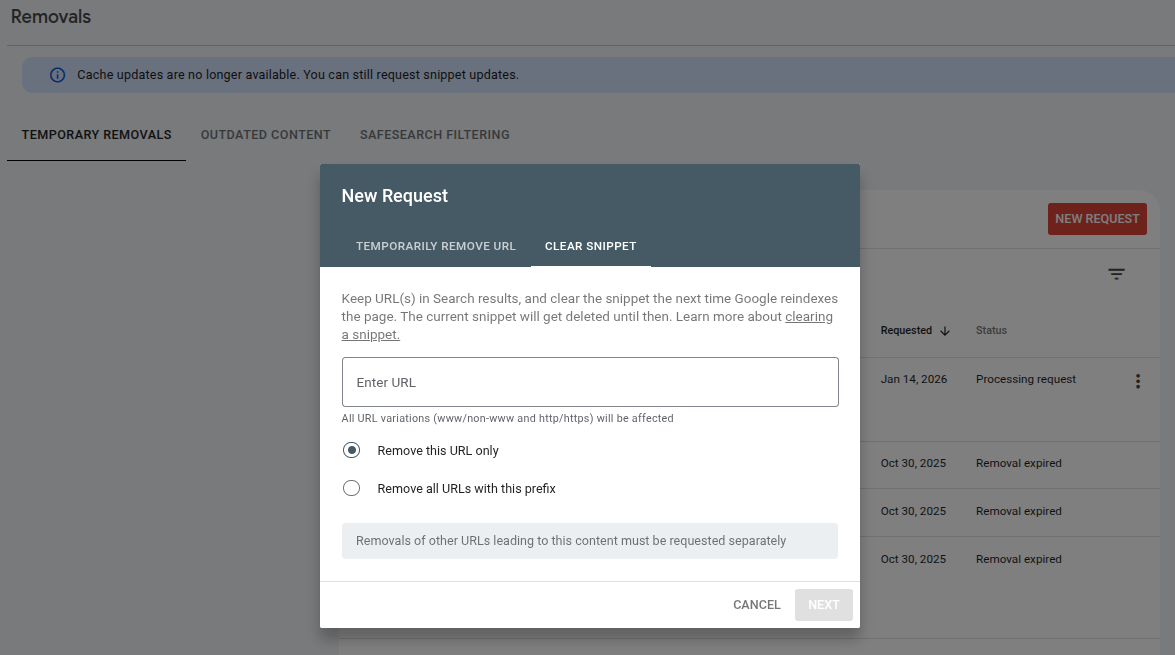 Removals
Cache updates are no longer available. You can still request snippet updates.
TEMPORARY REMOVALS OUTDATED CONTENT SAFESEARCH FILTERING
New Request
NEW REQUEST
TEMPORARILY REMOVE URL CLEAR SNIPPET
Keep URL(s) in Search results, and clear the snippet the next time Google reindexes
the page. The current snippet will get deleted until then. Learn more about clearing
a snippet.
Enter URL
All URL variations (www/non-www and http/https) will be affected
Remove this URL only
Remove all URLs with this prefix
Removals of other URLs leading to this content must be requested separately
CANCEL NEXT
Requested Status
Jan 14, 2026 Processing request
Oct 30, 2025 Removal expired
Oct 30, 2025 Removal expired
Oct 30, 2025 Removal expired